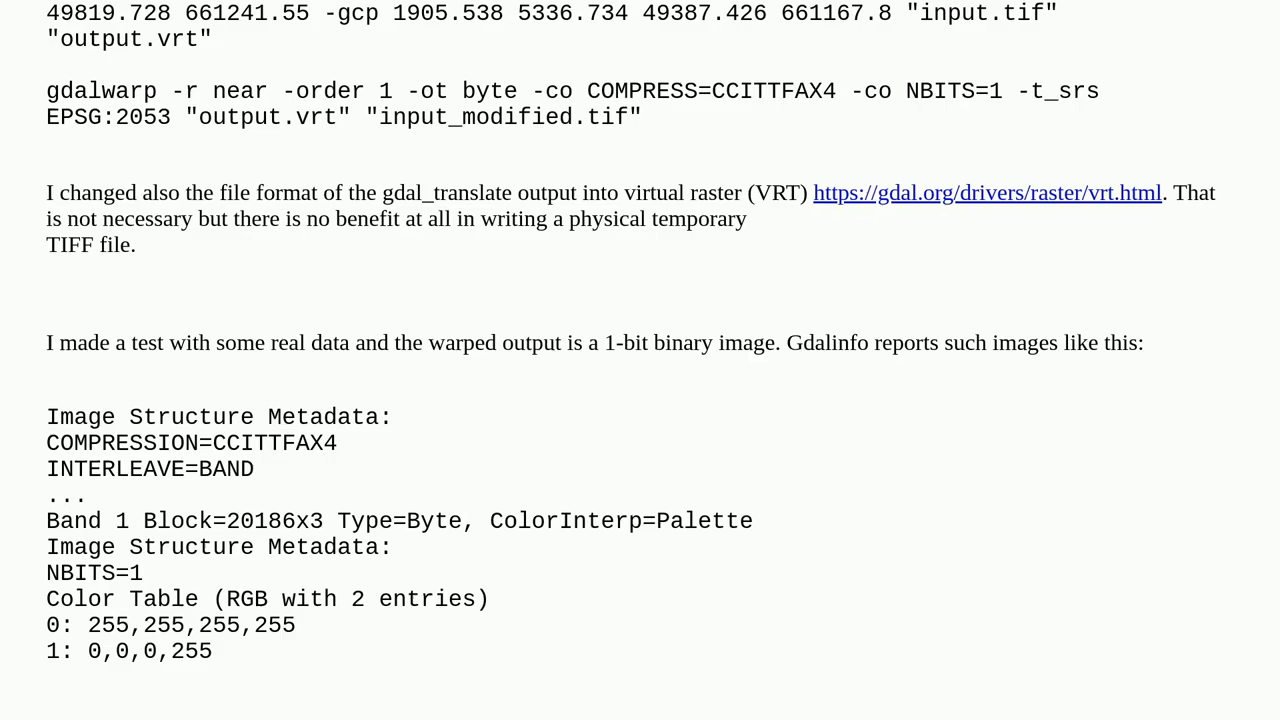 49819.728 661241.55 -gcp 1905.538 5336.734 49387.426 661167.8 "input.tif"
"output.vrt"
gdalwarp -r near -order 1 -ot byte -co COMPRESS=CCITTFAX4 -co NBITS=1 -t_srs
EPSG:2053 "output.vrt" "input_modified.tif"
I changed also the file format of the gdal_translate output into virtual raster (VRT) https://gdal.org/drivers/raster/vrt.html. That
is not necessary but there is no benefit at all in writing a physical temporary
TIFF file.
I made a test with some real data and the warped output is a 1-bit binary image. Gdalinfo reports such images like this:
Image Structure Metadata:
COMPRESSION=CCITTFAX4
INTERLEAVE=BAND
...
Band 1 Block=20186x3 Type=Byte, ColorInterp=Palette
Image Structure Metadata:
NBITS=1
Color Table (RGB with 2 entries)
0: 255,255,255,255
1: 0,0,0,255